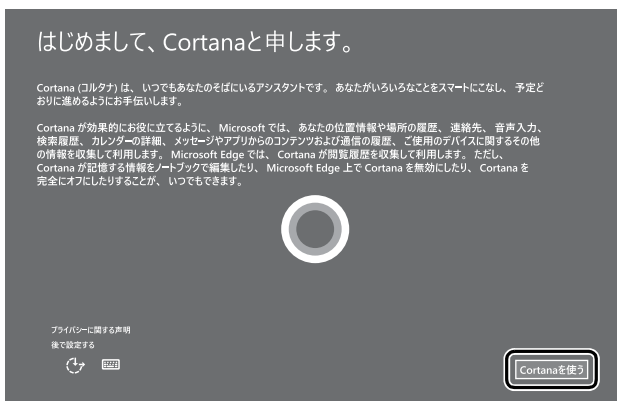 はじめまして、Cortanaと申します。
Cortana (コルタナ) は、いつでもあなたのそばにいるアシスタントです。あなたがいろいろなことをスマートにこなし、予定ど
おりに進めるようにお手伝いします。
Cortana が効果的にお役に立てるように、Microsoft では、あなたの位置情報や場所の履歴、連絡先、音声入力、
検索履歴、カレンダーの詳細、メッセージやアプリからのコンテンツおよび通信の履歴、ご使用のデバイスに関するその他
の情報を収集して利用します。Microsoft Edge では、Cortana が閲覧履歴を収集して利用します。ただし、
Cortana が記憶する情報をノートブックで編集したり、Microsoft Edge 上で Cortana を無効にしたり、Cortana を
完全にオフにしたりすることが、いつでもできます。
プライバシーに関する声明
後で設定する
Cortanaを使う